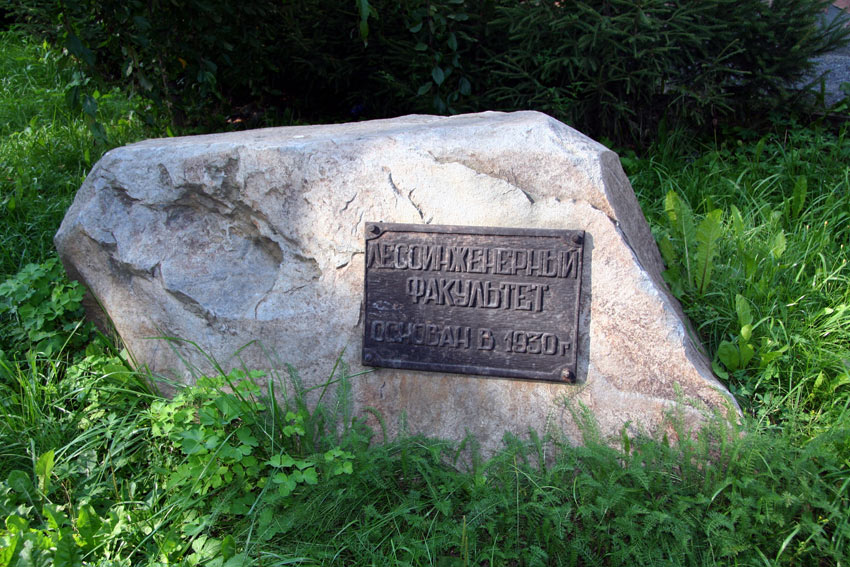 ЛЕСОИНЖЕНЕРНЫЙ
ФАКУЛЬТЕТ
ОСНОВАН В 1930г.